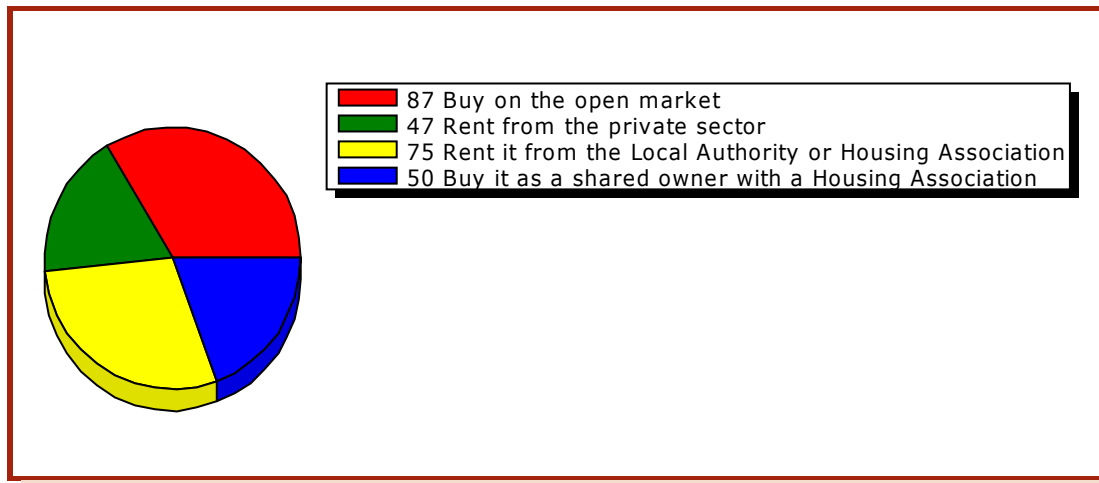 87 Buy on the open market
47 Rent from the private sector
75 Rent it from the Local Authority or Housing Association
50 Buy it as a shared owner with a Housing Association